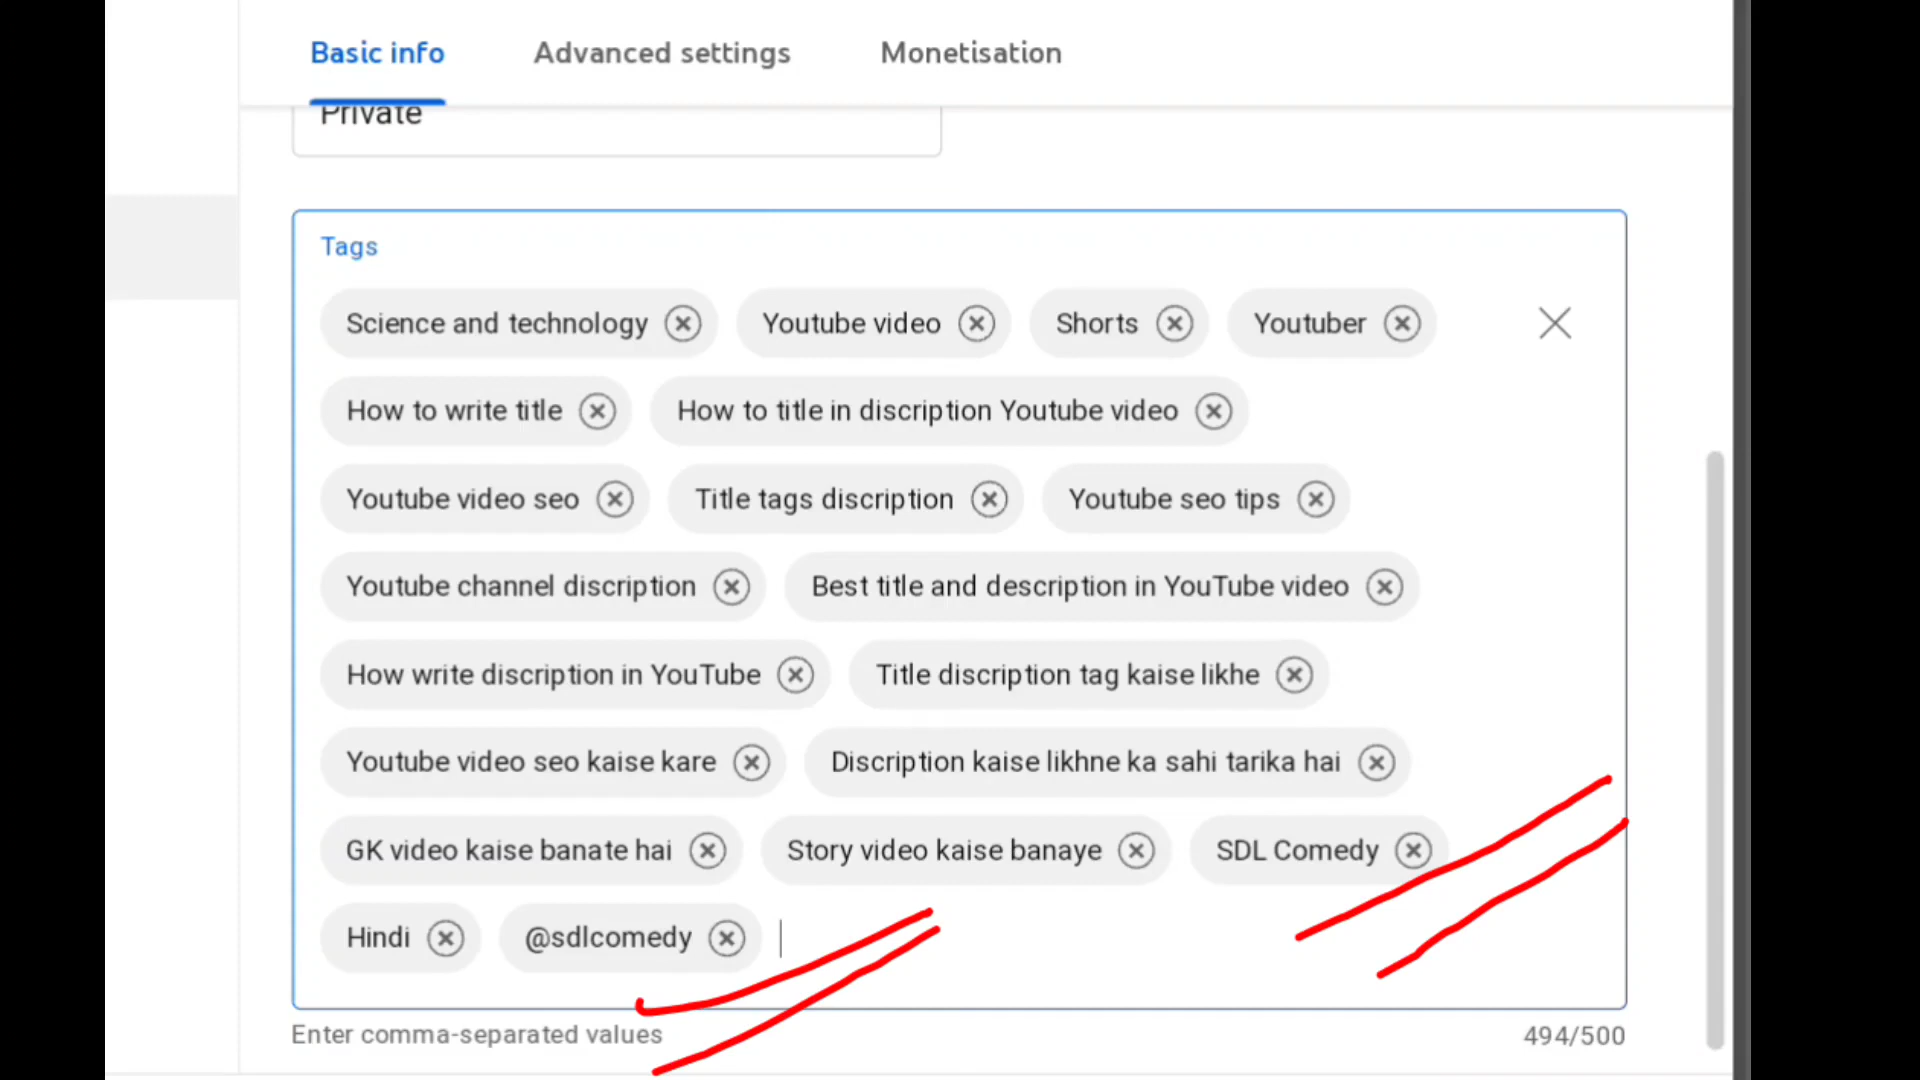 Basic info Advanced settings Monetisation
Private
Tags
Science and technology Youtube video Shorts Youtuber
How to write title How to title in discription Youtube video
Youtube video seo Title tags discription Youtube seo tips
Youtube channel discription Best title and description in YouTube video
How write discription in YouTube Title discription tag kaise likhe
Youtube video seo kaise kare Discription kaise likhne ka sahi tarika hai
GK video kaise banate hai Story video kaise banaye SDL Comedy
Hindi @sdlcomedy
Enter comma-separated values 494/500